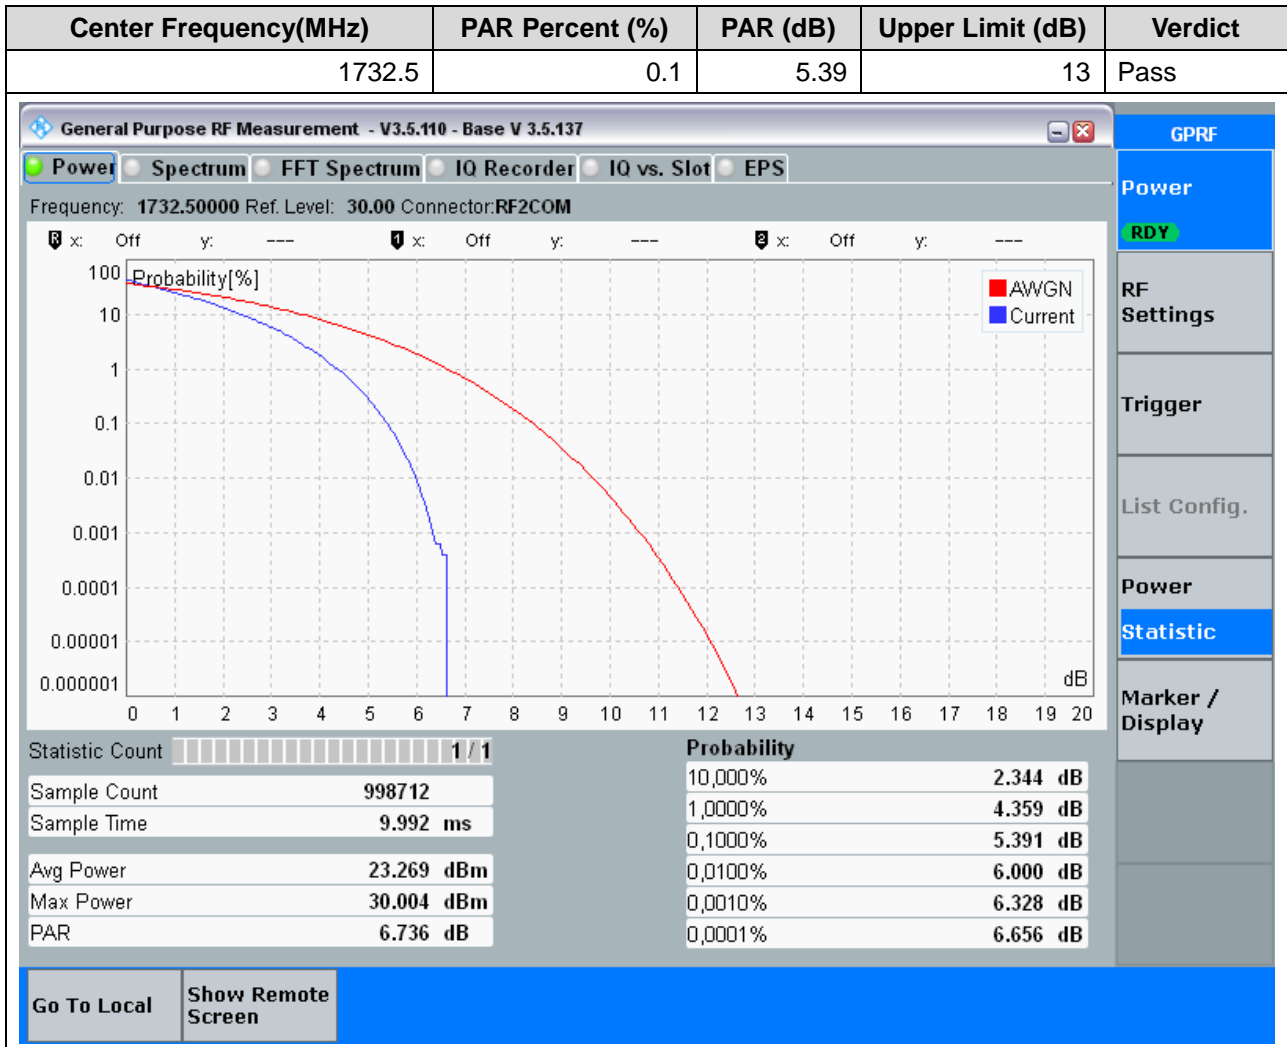 Center Frequency(MHz) PAR Percent (%) PAR (dB) Upper Limit (dB) Verdict
1732.5 0.1 5.39 13 Pass
General Purpose RF Measurement - V3.5.110 - Base V 3.5.137
GPRF
Power Spectrum FFT Spectrum IQ Recorder IQ vs. Slot EPS
Power
RDY
Frequency: 1732.50000 Ref. Level: 30.00 Connector:RF2COM
R x: Off y: --- 1 x: Off y: --- 2 x: Off y: ---
Probability[%]
AWGN
Current
100
10
1
0.1
0.01
0.001
0.0001
0.00001
0.000001
dB
0 1 2 3 4 5 6 7 8 9 10 11 12 13 14 15 16 17 18 19 20
RF
Settings
Trigger
List Config.
Power
Statistic
Marker /
Display
Statistic Count 1 / 1
Sample Count 998712
Sample Time 9.992 ms
Avg Power 23.269 dBm
Max Power 30.004 dBm
PAR 6.736 dB
Probability
10,000% 2.344 dB
1,0000% 4.359 dB
0,1000% 5.391 dB
0,0100% 6.000 dB
0,0010% 6.328 dB
0,0001% 6.656 dB
Go To Local
Show Remote
Screen